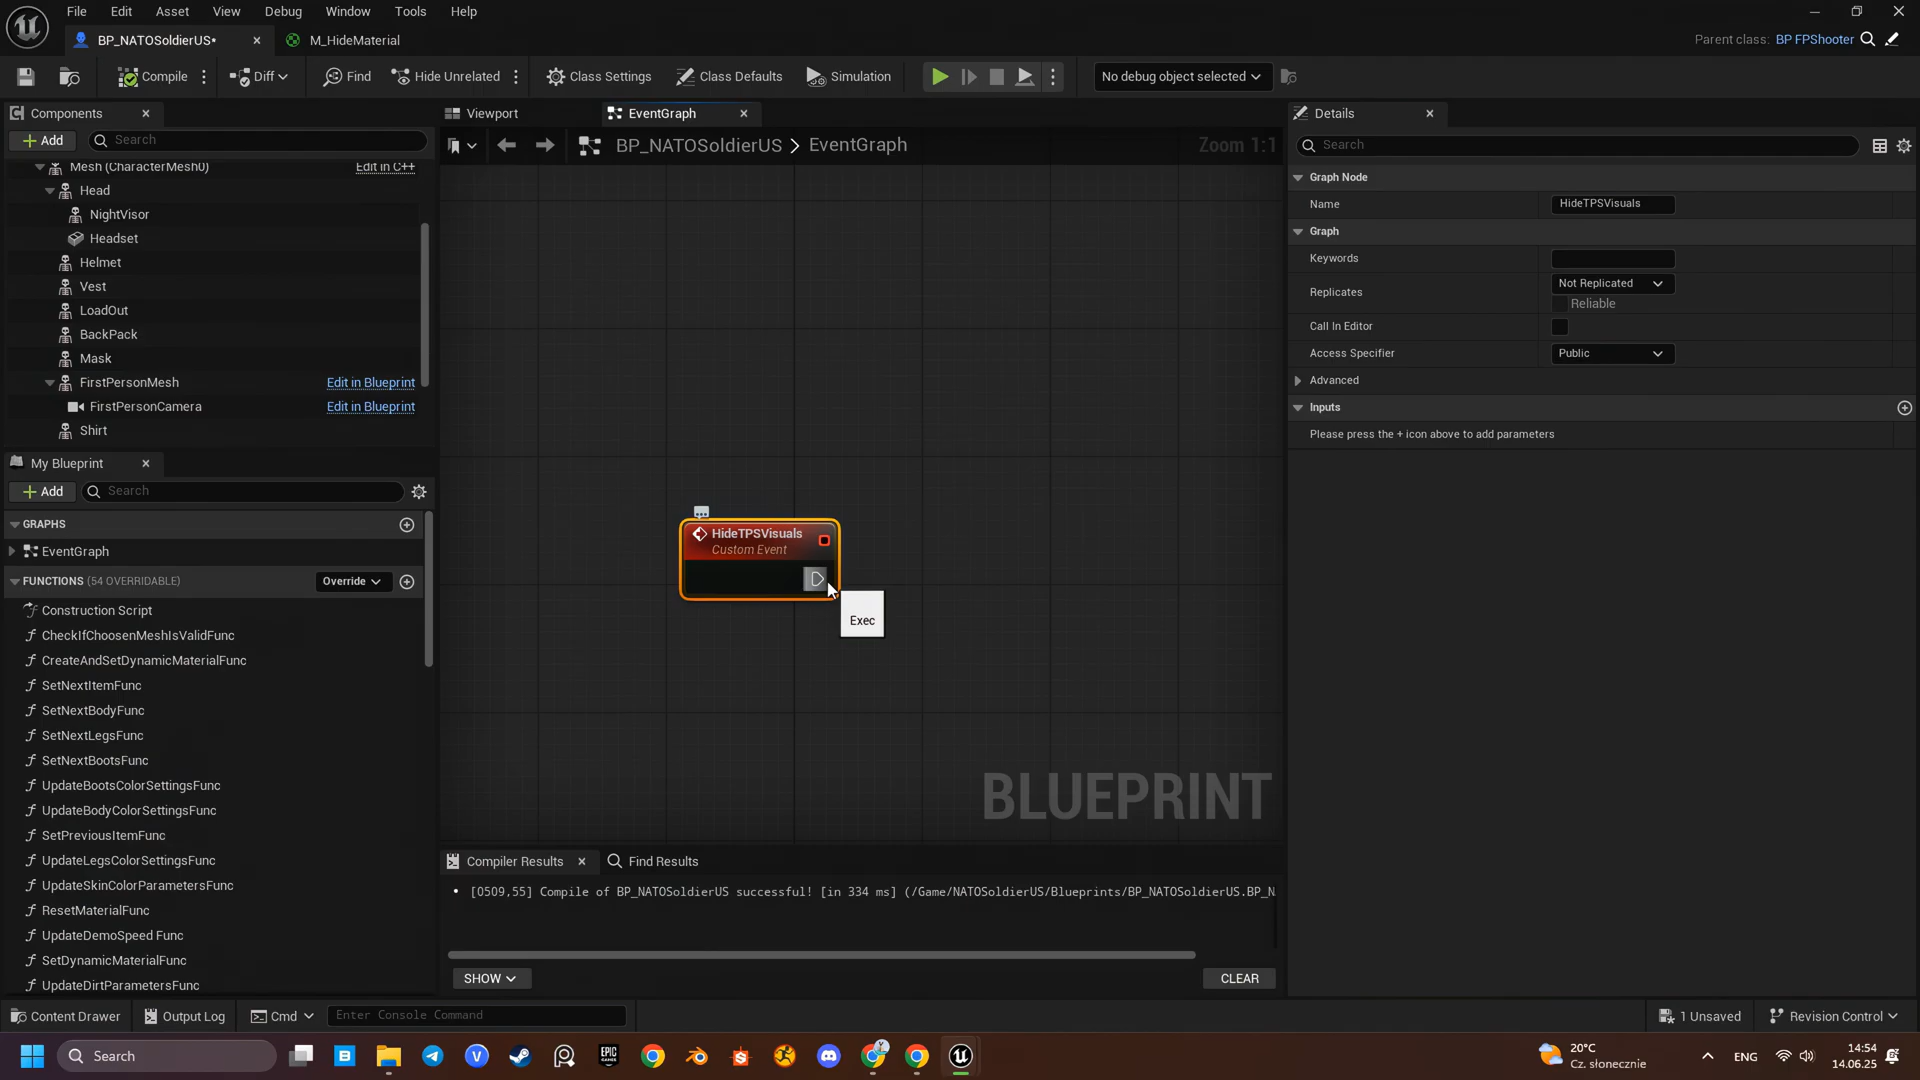 File Edit Asset View Debug Window Tools Help
BP_NATOSoldierUS*
M_HideMaterial
Parent class: BP FPShooter
Compile
Diff
Find
Hide Unrelated
Class Settings
Class Defaults
Simulation
No debug object selected
Components
Add
Search
Mesh (CharacterMesh0) Edit in C++
Head
NightVisor
Headset
Helmet
Vest
LoadOut
BackPack
Mask
FirstPersonMesh Edit in Blueprint
FirstPersonCamera Edit in Blueprint
Shirt
My Blueprint
Add
Search
GRAPHS
EventGraph
FUNCTIONS (54 OVERRIDABLE) Override
Construction Script
CheckIfChoosenMeshIsValidFunc
CreateAndSetDynamicMaterialFunc
SetNextItemFunc
SetNextBodyFunc
SetNextLegsFunc
SetNextBootsFunc
UpdateBootsColorSettingsFunc
UpdateBodyColorSettingsFunc
SetPreviousItemFunc
UpdateLegsColorSettingsFunc
UpdateSkinColorParametersFunc
ResetMaterialFunc
UpdateDemoSpeed Func
SetDynamicMaterialFunc
UpdateDirtParametersFunc
Viewport
EventGraph
BP_NATOSoldierUS > EventGraph
Zoom 1:1
HideTPSVisuals
Custom Event
Exec
BLUEPRINT
Compiler Results
Find Results
• [0509,55] Compile of BP_NATOSoldierUS successful! [in 334 ms] (/Game/NATOSoldierUS/Blueprints/BP_NATOSoldierUS.BP_N
SHOW
CLEAR
Details
Search
Graph Node
Name HideTPSVisuals
Graph
Keywords
Replicates Not Replicated
Reliable
Call In Editor
Access Specifier Public
Advanced
Inputs
Please press the + icon above to add parameters
Content Drawer
Output Log
Cmd
Enter Console Command
1 Unsaved
Revision Control
Search
EPIC
GAMES
20°C
Cz. słonecznie
ENG
14:54
14.06.25